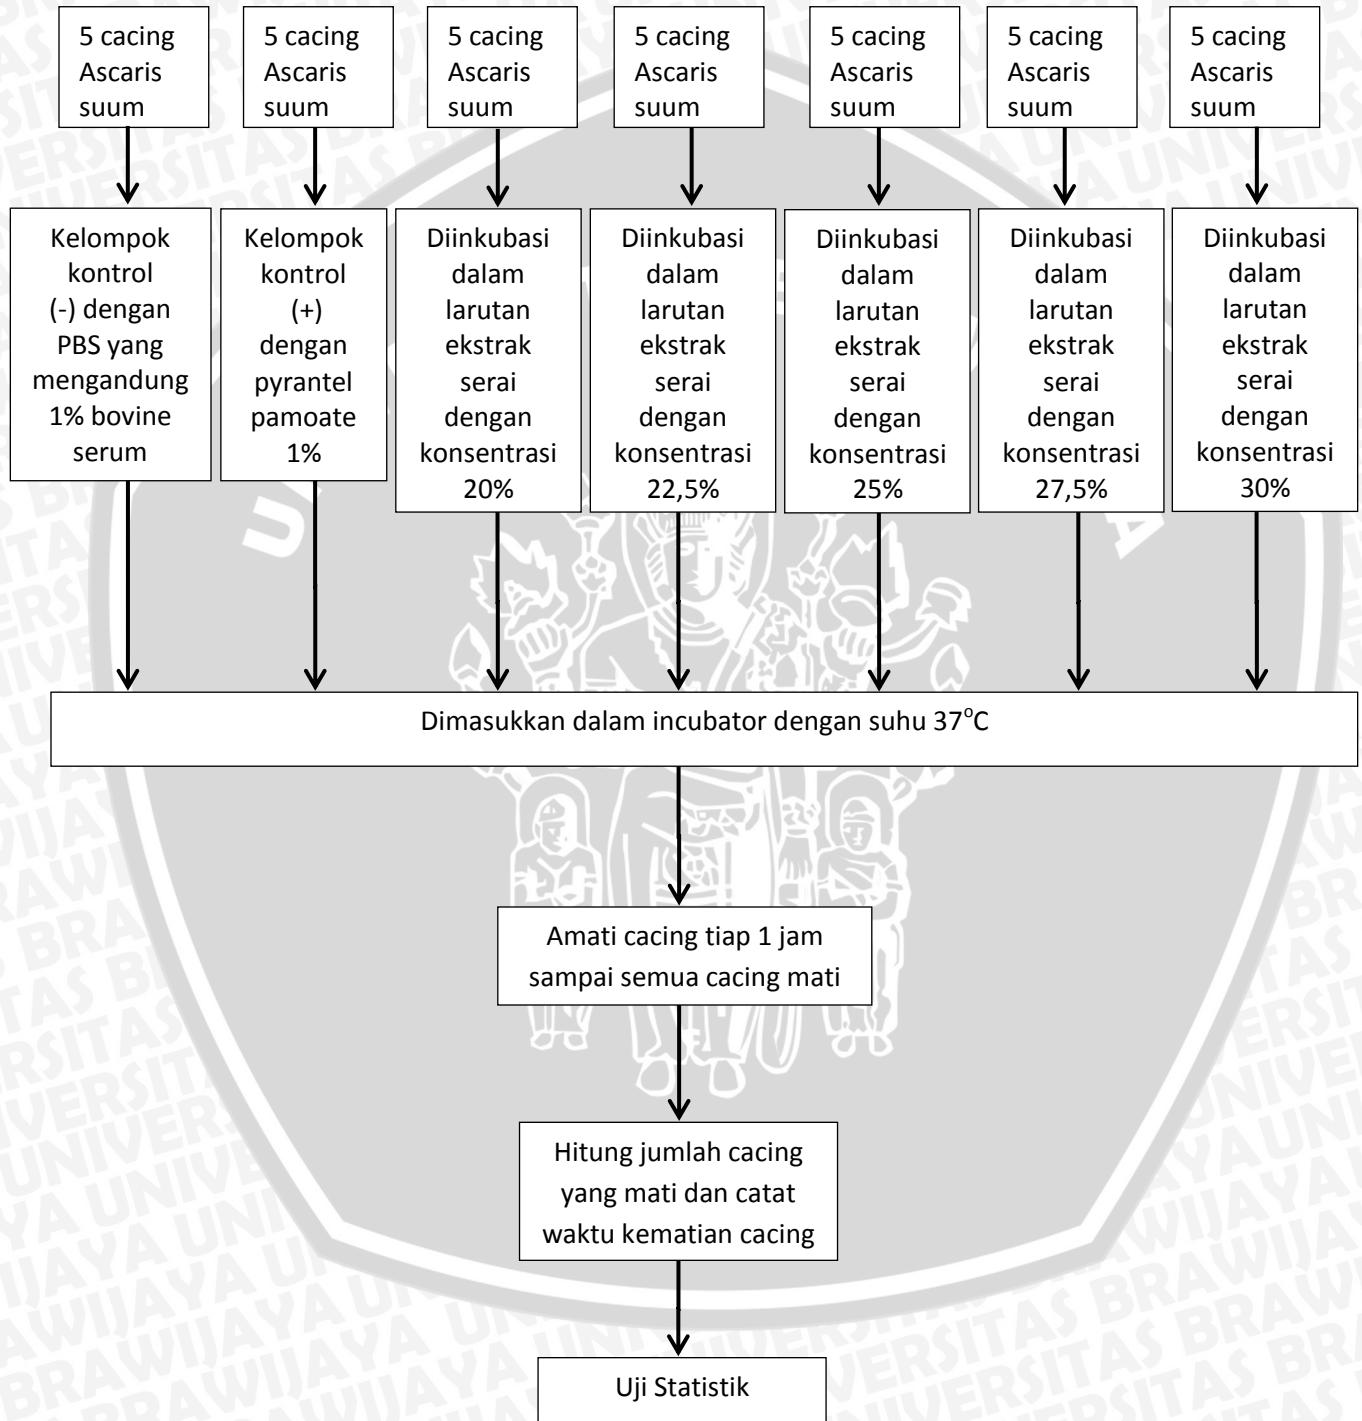 5 cacing
Ascaris
suum
5 cacing
Ascaris
suum
5 cacing
Ascaris
suum
5 cacing
Ascaris
suum
5 cacing
Ascaris
suum
5 cacing
Ascaris
suum
5 cacing
Ascaris
suum
Kelompok
kontrol
(-) dengan
PBS yang
mengandung
1% bovine
serum
Kelompok
kontrol
(+)
dengan
pyrantel
pamoate
1%
Diinkubasi
dalam
larutan
ekstrak
serai
dengan
konsentrasi
20%
Diinkubasi
dalam
larutan
ekstrak
serai
dengan
konsentrasi
22,5%
Diinkubasi
dalam
larutan
ekstrak
serai
dengan
konsentrasi
25%
Diinkubasi
dalam
larutan
ekstrak
serai
dengan
konsentrasi
27,5%
Diinkubasi
dalam
larutan
ekstrak
serai
dengan
konsentrasi
30%
Dimasukkan dalam incubator dengan suhu 37°C
Amati cacing tiap 1 jam
sampai semua cacing mati
Hitung jumlah cacing
yang mati dan catat
waktu kematian cacing
Uji Statistik